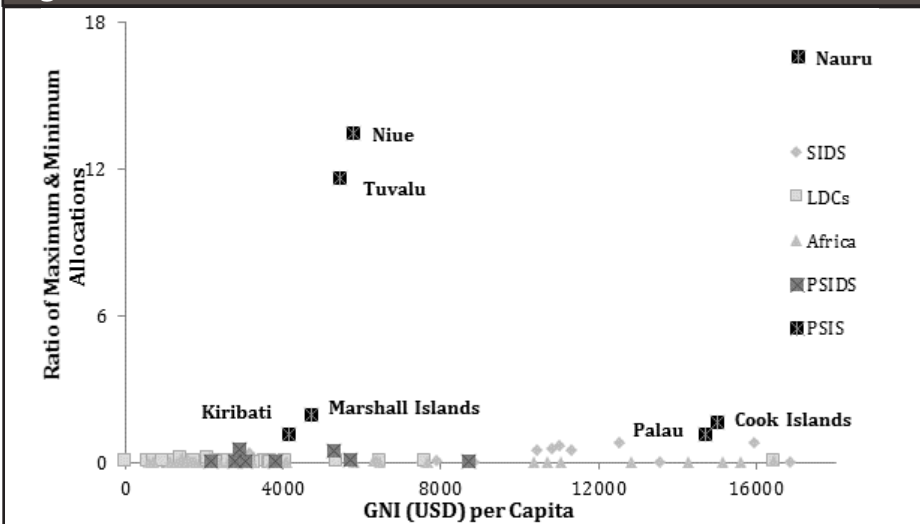 18
Nauru
Niue
Tuvalu
12
SIDS
LDCs
Africa
PSIDS
PSIS
6
Kiribati
Marshall Islands
Palau
Cook Islands
0
0
4000
8000
12000
16000
Ratio of Maximum & Minimum
Allocations
GNI (USD) per Capita